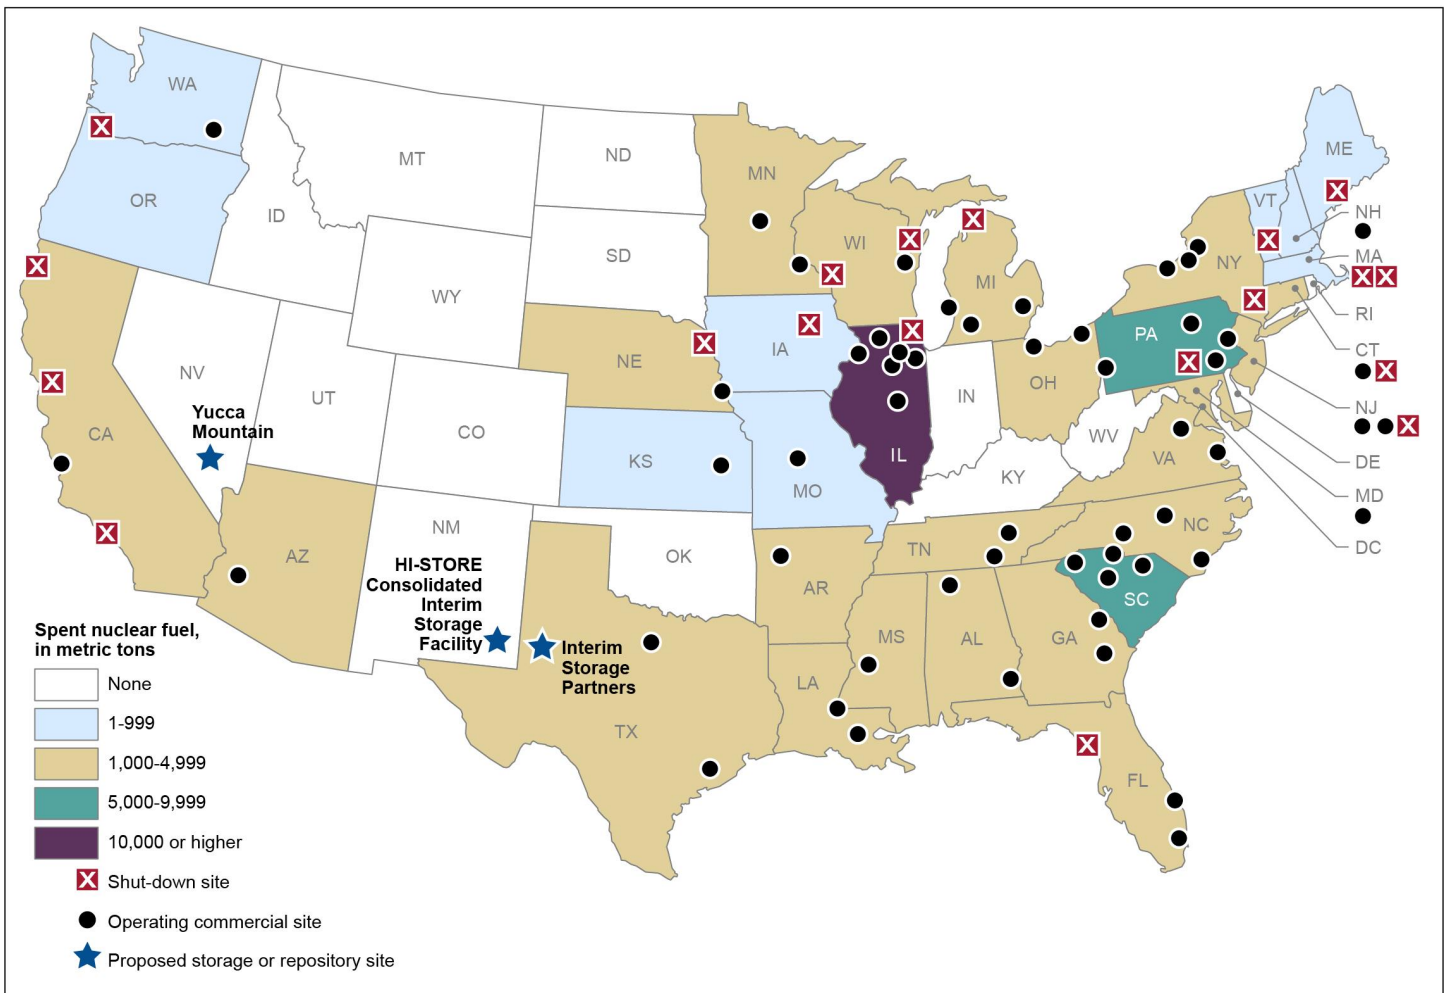 WA
MT
ND
MN
ME
OR
ID
SD
WI
VT
NH
MI
NY
MA
WY
RI
IA
PA
CT
NV
NE
OH
NJ
UT
IN
Yucca
Mountain
CA
CO
IL
WV
DE
KS
VA
MO
KY
MD
NM
NC
DC
AZ
OK
TN
HI-STORE
Consolidated
Interim
Storage
Facility
AR
SC
Interim
Storage
Partners
MS
AL
GA
LA
TX
FL
Spent nuclear fuel,
in metric tons
None
1-999
1,000-4,999
5,000-9,999
10,000 or higher
Shut-down site
Operating commercial site
Proposed storage or repository site